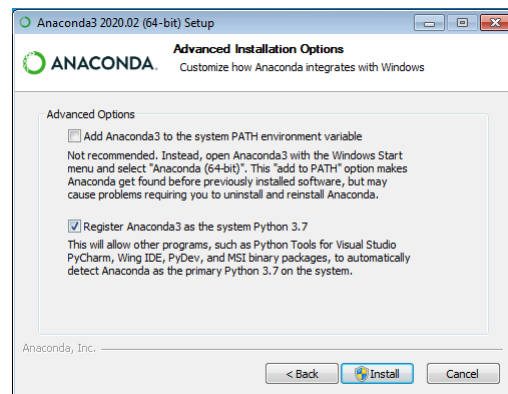 Anaconda3 2020.02 (64-bit) Setup
ANACONDA.
Advanced Installation Options
Customize how Anaconda integrates with Windows
Advanced Options
Add Anaconda3 to the system PATH environment variable
Not recommended. Instead, open Anaconda3 with the Windows Start
menu and select "Anaconda (64-bit)". This "add to PATH" option makes
Anaconda get found before previously installed software, but may
cause problems requiring you to uninstall and reinstall Anaconda.
Register Anaconda3 as the system Python 3.7
This will allow other programs, such as Python Tools for Visual Studio
PyCharm, Wing IDE, PyDev, and MSI binary packages, to automatically
detect Anaconda as the primary Python 3.7 on the system.
Anaconda, Inc.
< Back
Install
Cancel